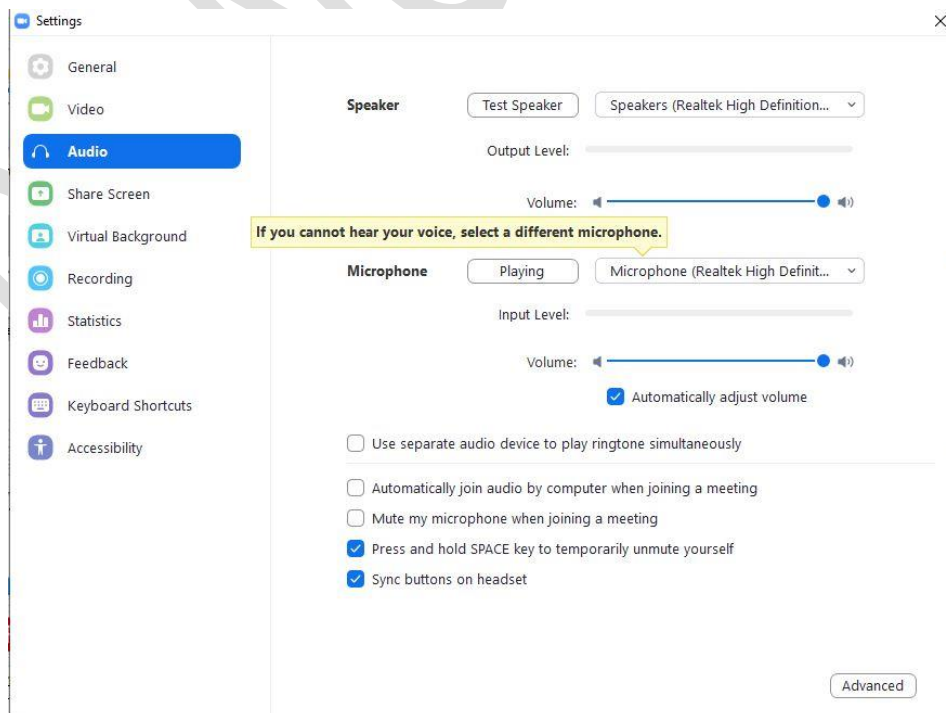 Settings
General
Video
Audio
Share Screen
Virtual Background
Recording
Statistics
Feedback
Keyboard Shortcuts
Accessibility
Speaker Test Speaker Speakers (Realtek High Definition...
Output Level:
Volume:
If you cannot hear your voice, select a different microphone.
Microphone Playing Microphone (Realtek High Definit...
Input Level:
Volume:
Automatically adjust volume
Use separate audio device to play ringtone simultaneously
Automatically join audio by computer when joining a meeting
Mute my microphone when joining a meeting
Press and hold SPACE key to temporarily unmute yourself
Sync buttons on headset
Advanced